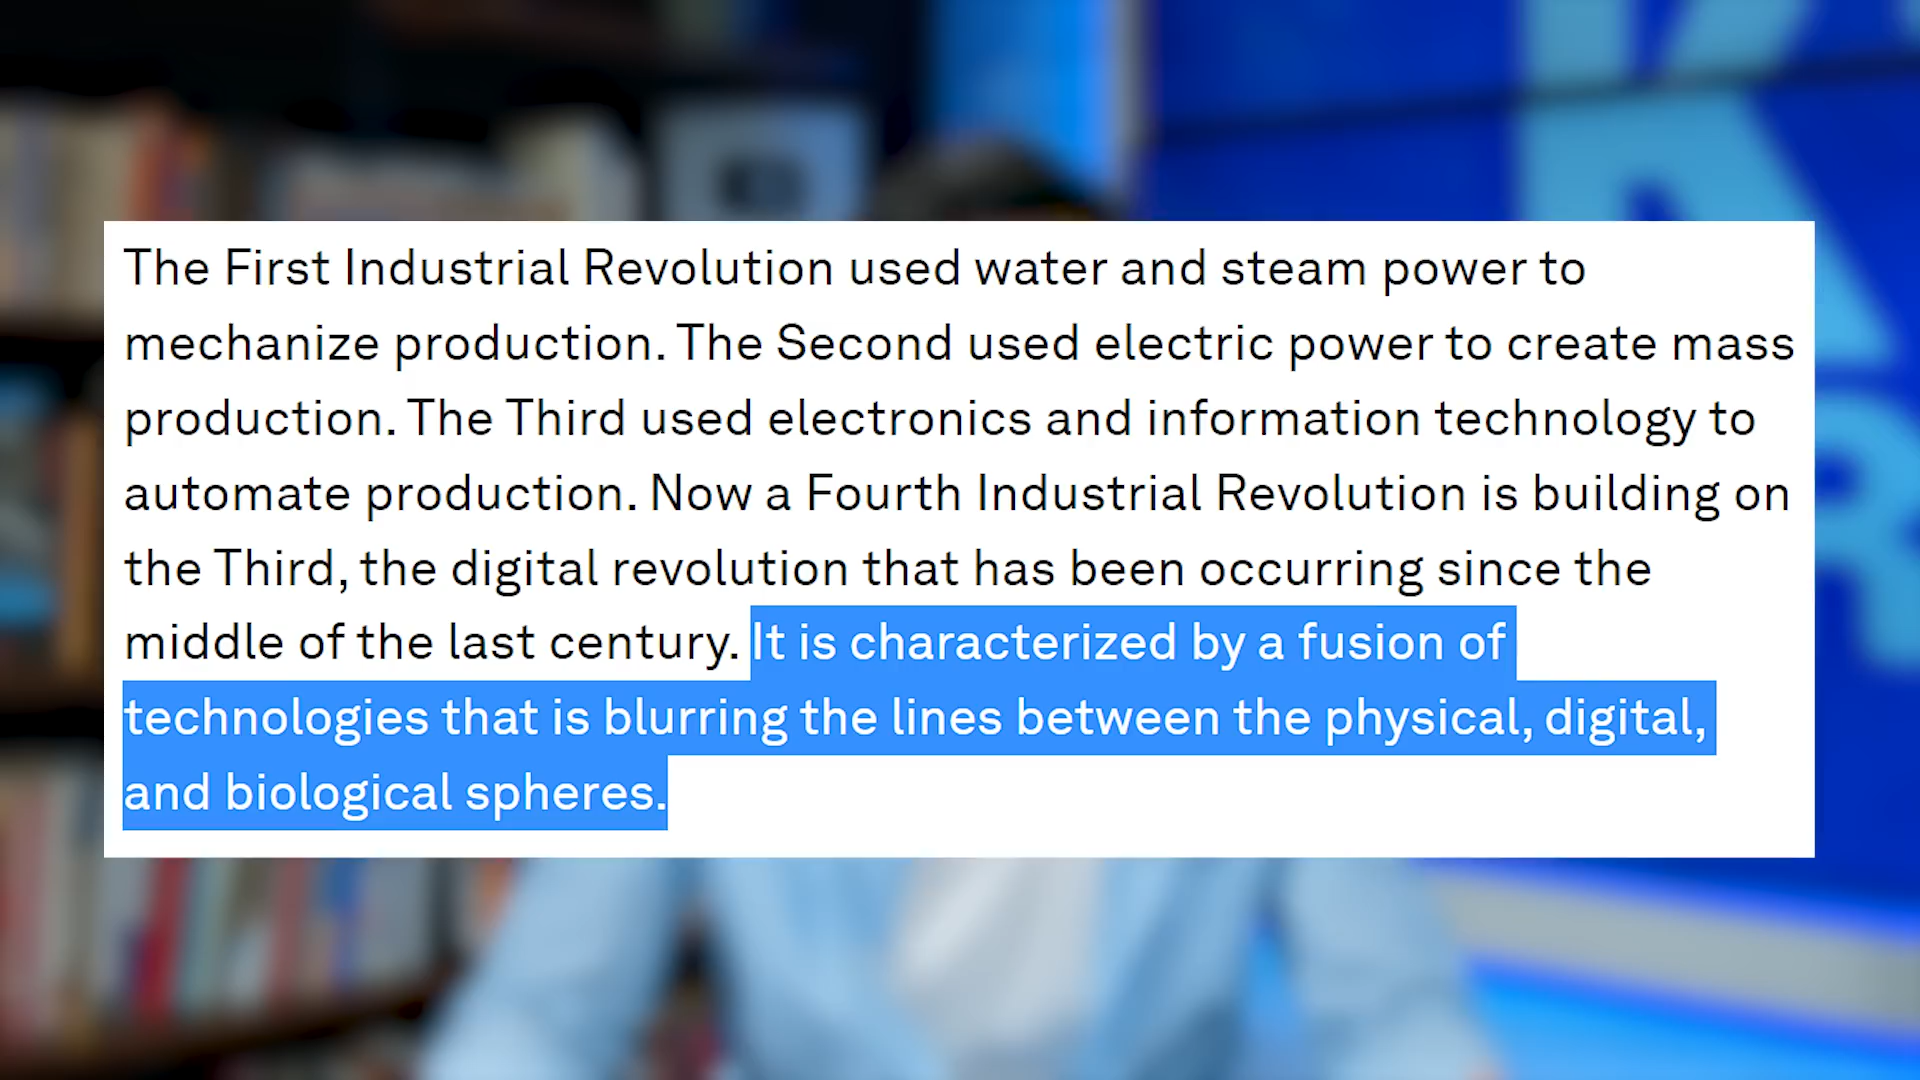 The First Industrial Revolution used water and steam power to
mechanize production. The Second used electric power to create mass
production. The Third used electronics and information technology to
automate production. Now a Fourth Industrial Revolution is building on
the Third, the digital revolution that has been occurring since the
middle of the last century. It is characterized by a fusion of
technologies that is blurring the lines between the physical, digital,
and biological spheres.